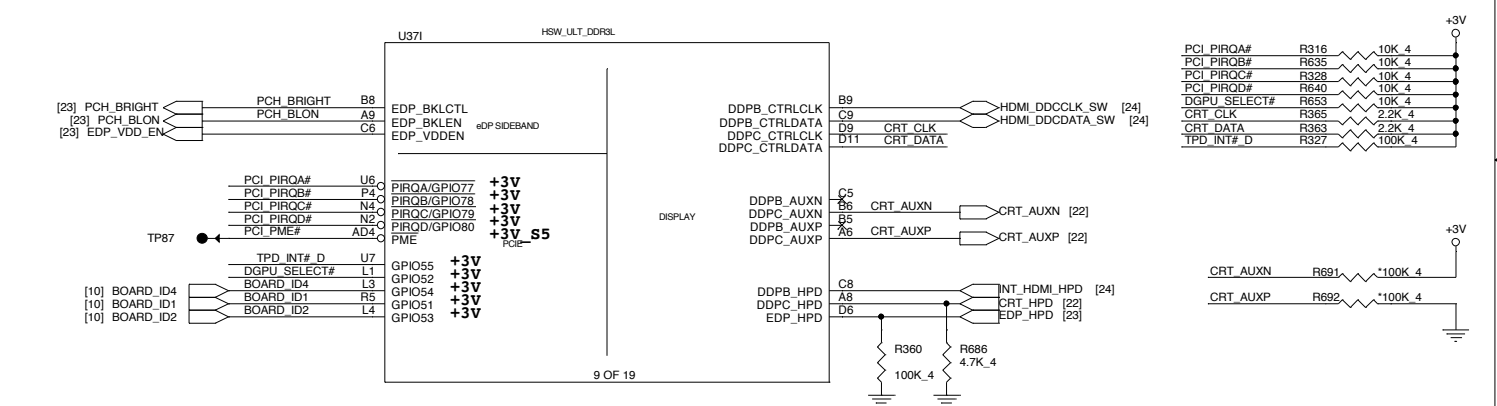 U37I
HSW_ULT_DDR3L
[23] PCH_BRIGHT PCH_BRIGHT B8 EDP_BKLCTL
[23] PCH_BLON PCH_BLON A9 EDP_BKLEN
[23] EDP_VDD_EN C6 EDP_VDDEN
eDP SIDEBAND
PCI_PIRQA# U6 PIRQA/GPIO77 +3V
PCI_PIRQB# P4 PIRQB/GPIO78 +3V
PCI_PIRQC# N4 PIRQC/GPIO79 +3V
PCI_PIRQD# N2 PIRQD/GPIO80 +3V
TP87 PCI_PME# AD4 PME +3V_S5
PCIE
TPD_INT#_D U7 GPIO55 +3V
DGPU_SELECT# L1 GPIO52 +3V
[10] BOARD_ID4 BOARD_ID4 L3 GPIO54 +3V
[10] BOARD_ID1 BOARD_ID1 R5 GPIO51 +3V
[10] BOARD_ID2 BOARD_ID2 L4 GPIO53 +3V
DISPLAY
9 OF 19
DDPB_CTRLCLK B9 HDMI_DDCCLK_SW [24]
DDPB_CTRLDATA C9 HDMI_DDCDATA_SW [24]
DDPC_CTRLCLK D9 CRT_CLK
DDPC_CTRLDATA D11 CRT_DATA
DDPB_AUXN C5
DDPC_AUXN B6 CRT_AUXN CRT_AUXN [22]
DDPB_AUXP B5
DDPC_AUXP A6 CRT_AUXP CRT_AUXP [22]
DDPB_HPD C8 INT_HDMI_HPD [24]
DDPC_HPD A8 CRT_HPD [22]
EDP_HPD D6 EDP_HPD [23]
R360
100K_4
R686
4.7K_4
+3V
PCI_PIRQA# R316 10K_4
PCI_PIRQB# R635 10K_4
PCI_PIRQC# R328 10K_4
PCI_PIRQD# R640 10K_4
DGPU_SELECT# R653 10K_4
CRT_CLK R365 2.2K_4
CRT_DATA R363 2.2K_4
TPD_INT#_D R327 100K_4
+3V
CRT_AUXN R691 *100K_4
CRT_AUXP R692 *100K_4